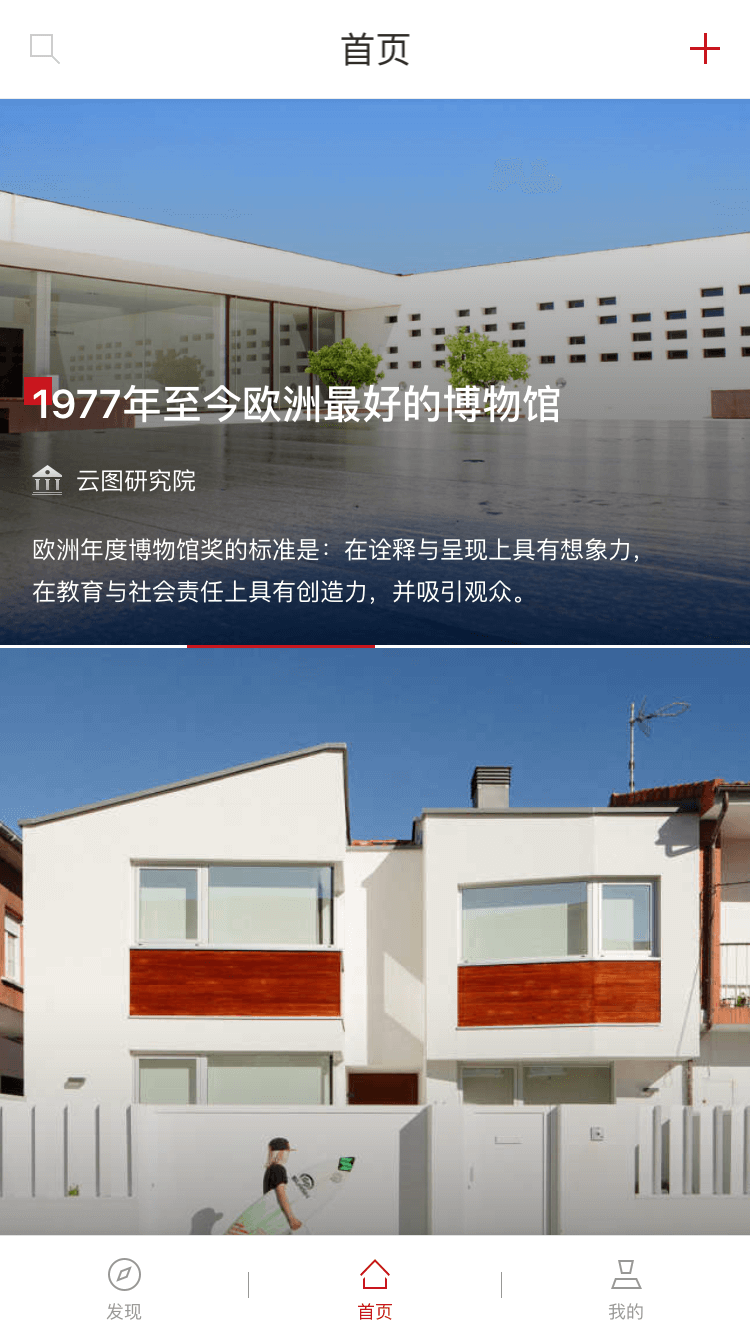 首页
1977年至今欧洲最好的博物馆
云图研究院
欧洲年度博物馆奖的标准是：在诠释与呈现上具有想象力，
在教育与社会责任上具有创造力，并吸引观众。
发现
首页
我的